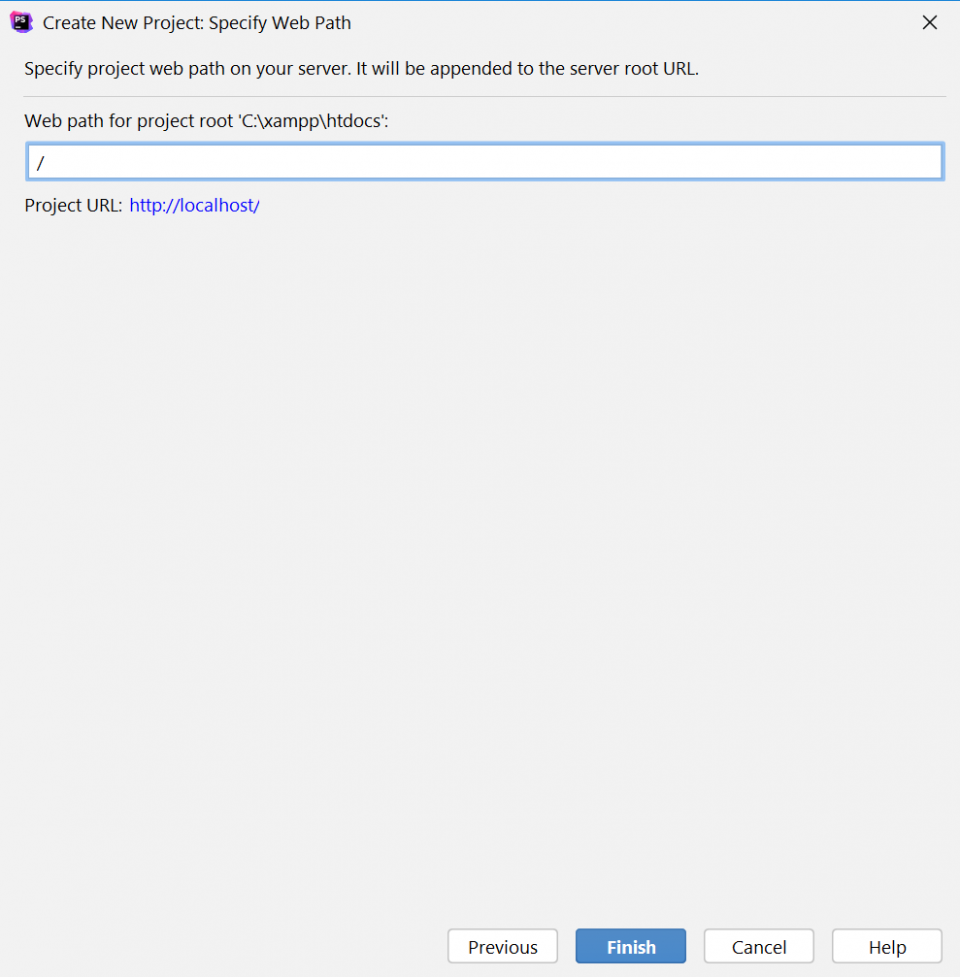 PS
Create New Project: Specify Web Path
Specify project web path on your server. It will be appended to the server root URL.
Web path for project root 'C:\xampp\htdocs':
/
Project URL: http://localhost/
Previous Finish Cancel Help